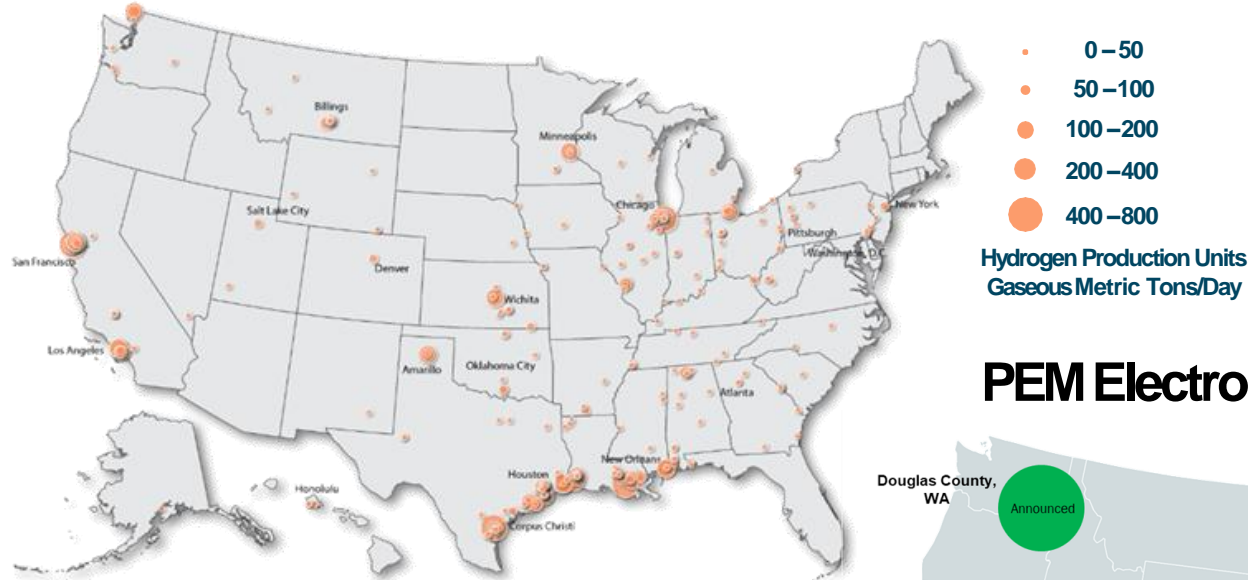 0 – 50
50 – 100
100 – 200
200 – 400
400 – 800
Hydrogen Production Units
Gaseous Metric Tons/Day
Billings
Minneapolis
Salt Lake City
Chicago
New York
Pittsburgh
Washington, D.C
San Francisco
Denver
Wichita
Los Angeles
Amarillo
Oklahoma City
Atlanta
New Orleans
Houston
Honolulu
Corpus Christi
PEM Electro
Douglas County,
WA
Announced